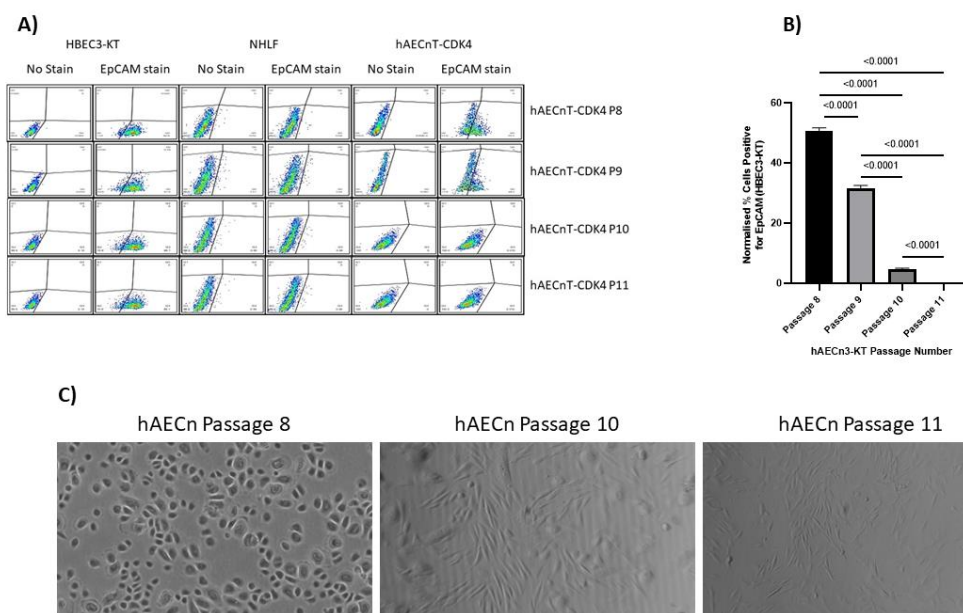 A)
HBEC3-KT NHLF hAECnT-CDK4
No Stain EpCAM stain No Stain EpCAM stain No Stain EpCAM stain
hAECnT-CDK4 P8
hAECnT-CDK4 P9
hAECnT-CDK4 P10
hAECnT-CDK4 P11
B)
<0.0001
<0.0001
<0.0001
<0.0001
<0.0001
<0.0001
Normalised % Cells Positive
for EpCAM (HBEC3-KT)
60
40
20
0
Passage 8
Passage 9
Passage 10
Passage 11
hAECn3-KT Passage Number
C)
hAECn Passage 8 hAECn Passage 10 hAECn Passage 11